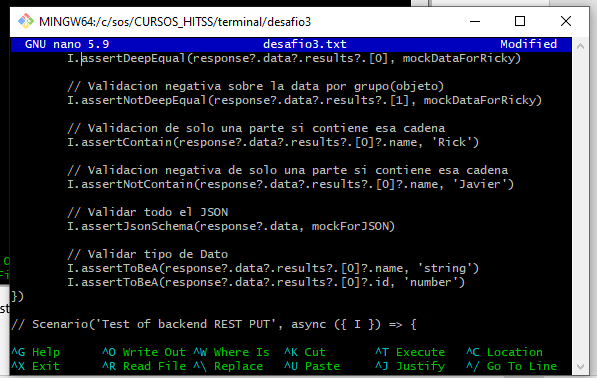 MINGW64:/c/sos/CURSOS_HITSS/terminal/desafio3
GNU nano 5.9 desafio3.txt Modified
I.assertDeepEqual(response?.data?.results?.[0], mockDataForRicky)
// Validacion negativa sobre la data por grupo(objeto)
I.assertNotDeepEqual(response?.data?.results?.[1], mockDataForRicky)
// Validacion de solo una parte si contiene esa cadena
I.assertContain(response?.data?.results?.[0]?.name, 'Rick')
// Validacion negativa de solo una parte si contiene esa cadena
I.assertNotContain(response?.data?.results?.[0]?.name, 'Javier')
// Validar todo el JSON
I.assertJsonSchema(response?.data, mockForJSON)
// Validar tipo de Dato
I.assertToBeA(response?.data?.results?.[0]?.name, 'string')
I.assertToBeA(response?.data?.results?.[0]?.id, 'number')
})
// Scenario('Test of backend REST PUT', async ({ I }) => {
^G Help ^O Write Out ^W Where Is ^K Cut ^T Execute ^C Location
^X Exit ^R Read File ^\ Replace ^U Paste ^J Justify ^/ Go To Line